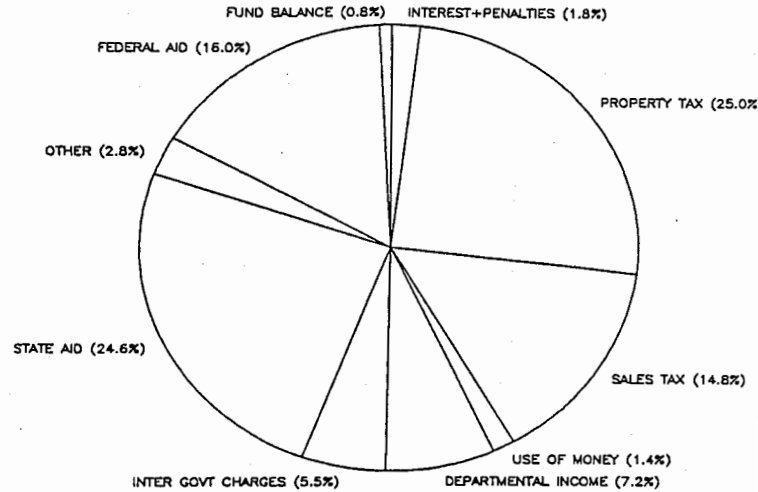 FUND BALANCE (0.8%)
INTEREST+PENALTIES (1.8%)
FEDERAL AID (16.0%)
PROPERTY TAX (25.0%
OTHER (2.8%)
STATE AID (24.6%)
SALES TAX (14.8%)
USE OF MONEY (1.4%)
INTER GOVT CHARGES (5.5%)
DEPARTMENTAL INCOME (7.2%)